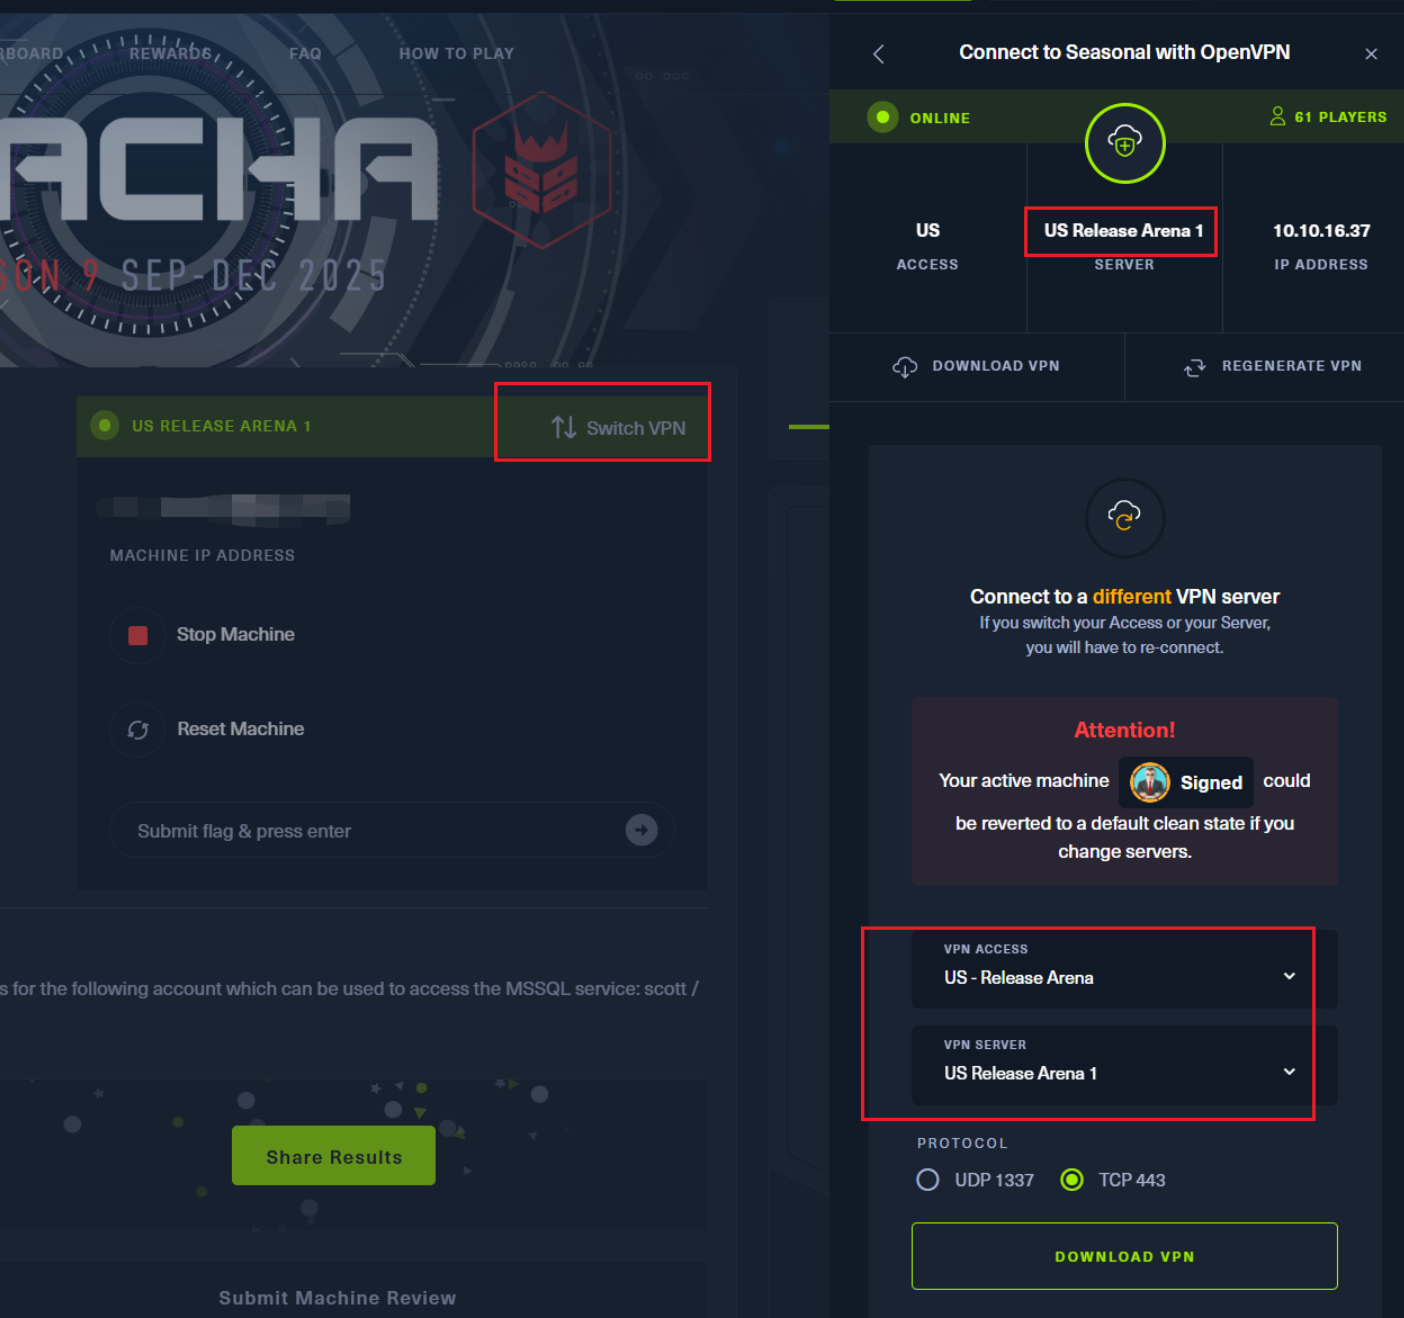 RBOARD
REWARDS
FAQ
HOW TO PLAY
ACHA
SON 9 SEP-DEC 2025
US RELEASE ARENA 1
Switch VPN
MACHINE IP ADDRESS
Stop Machine
Reset Machine
Submit flag & press enter
s for the following account which can be used to access the MSSQL service: scott /
Share Results
Submit Machine Review
Connect to Seasonal with OpenVPN
ONLINE
61 PLAYERS
US
ACCESS
US Release Arena 1
SERVER
10.10.16.37
IP ADDRESS
DOWNLOAD VPN
REGENERATE VPN
Connect to a different VPN server
If you switch your Access or your Server,
you will have to re-connect.
Attention!
Your active machine Signed could
be reverted to a default clean state if you
change servers.
VPN ACCESS
US - Release Arena
VPN SERVER
US Release Arena 1
PROTOCOL
UDP 1337
TCP 443
DOWNLOAD VPN